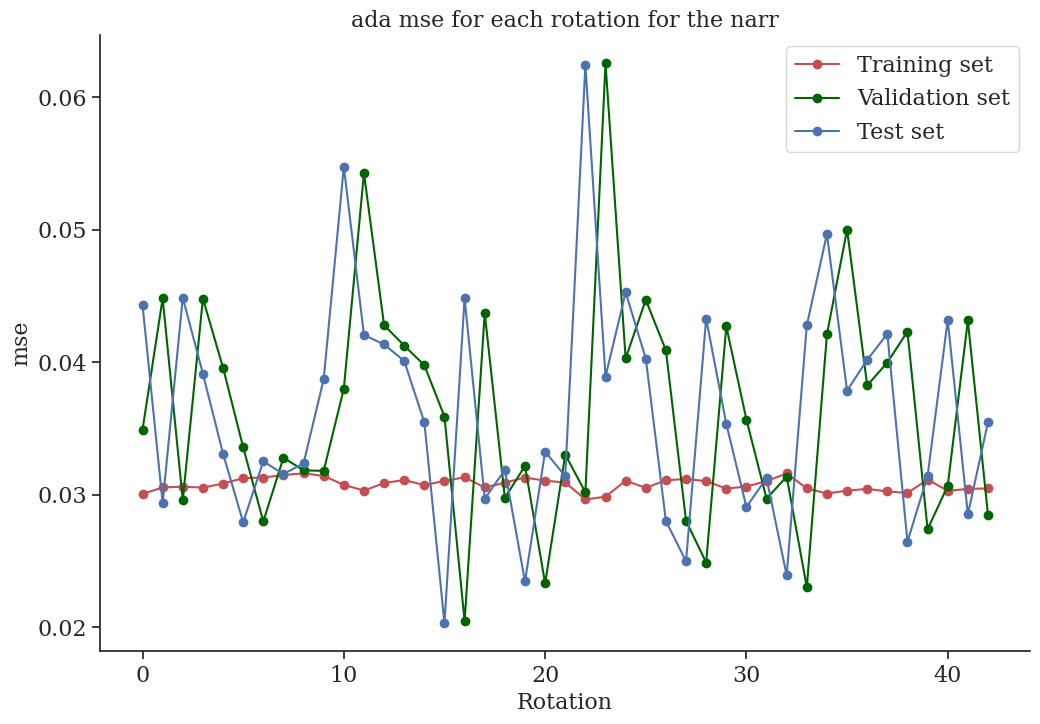 ada mse for each rotation for the narr
Training set
Validation set
Test set
mse
0.06
0.05
0.04
0.03
0.02
0
10
20
30
40
Rotation